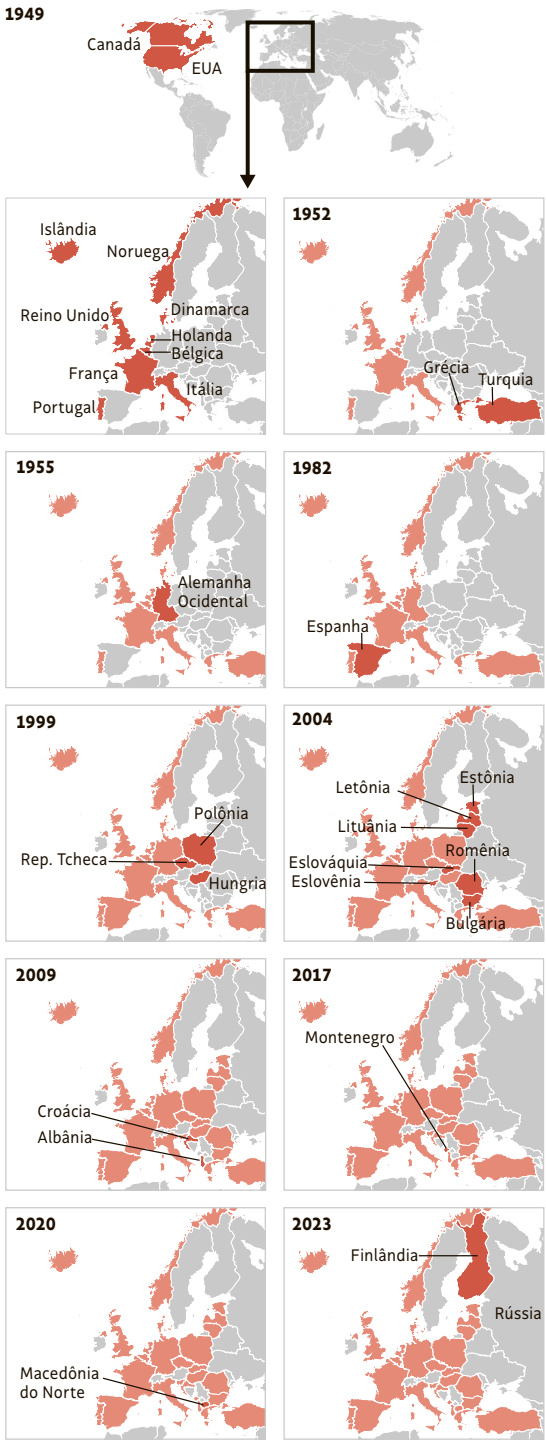 1949
Canadá
EUA
Islândia
Noruega
Reino Unido
Dinamarca
Holanda
Bélgica
França
Itália
Portugal
1952
Grécia
Turquia
1955
Alemanha
Ocidental
1982
Espanha
1999
Polônia
Rep. Tcheca
Hungria
2004
Estônia
Letônia
Lituânia
Romênia
Eslováquia
Eslovênia
Bulgária
2009
Croácia
Albânia
2017
Montenegro
2020
Macedônia
do Norte
2023
Finlândia
Rússia